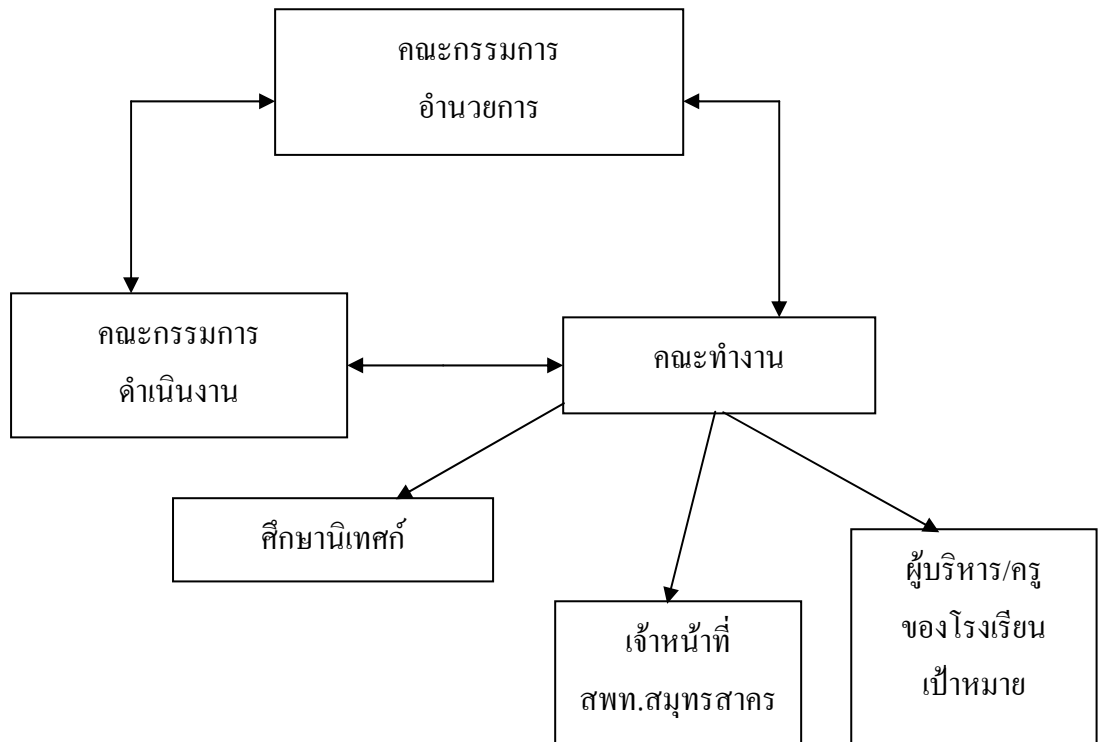 คณะกรรมการ
อำนวยการ
คณะกรรมการ
ดำเนินงาน
คณะทำงาน
ศึกษานิเทศก์
เจ้าหน้าที่
สพท.สมุทรสาคร
ผู้บริหาร/ครู
ของโรงเรียน
เป้าหมาย